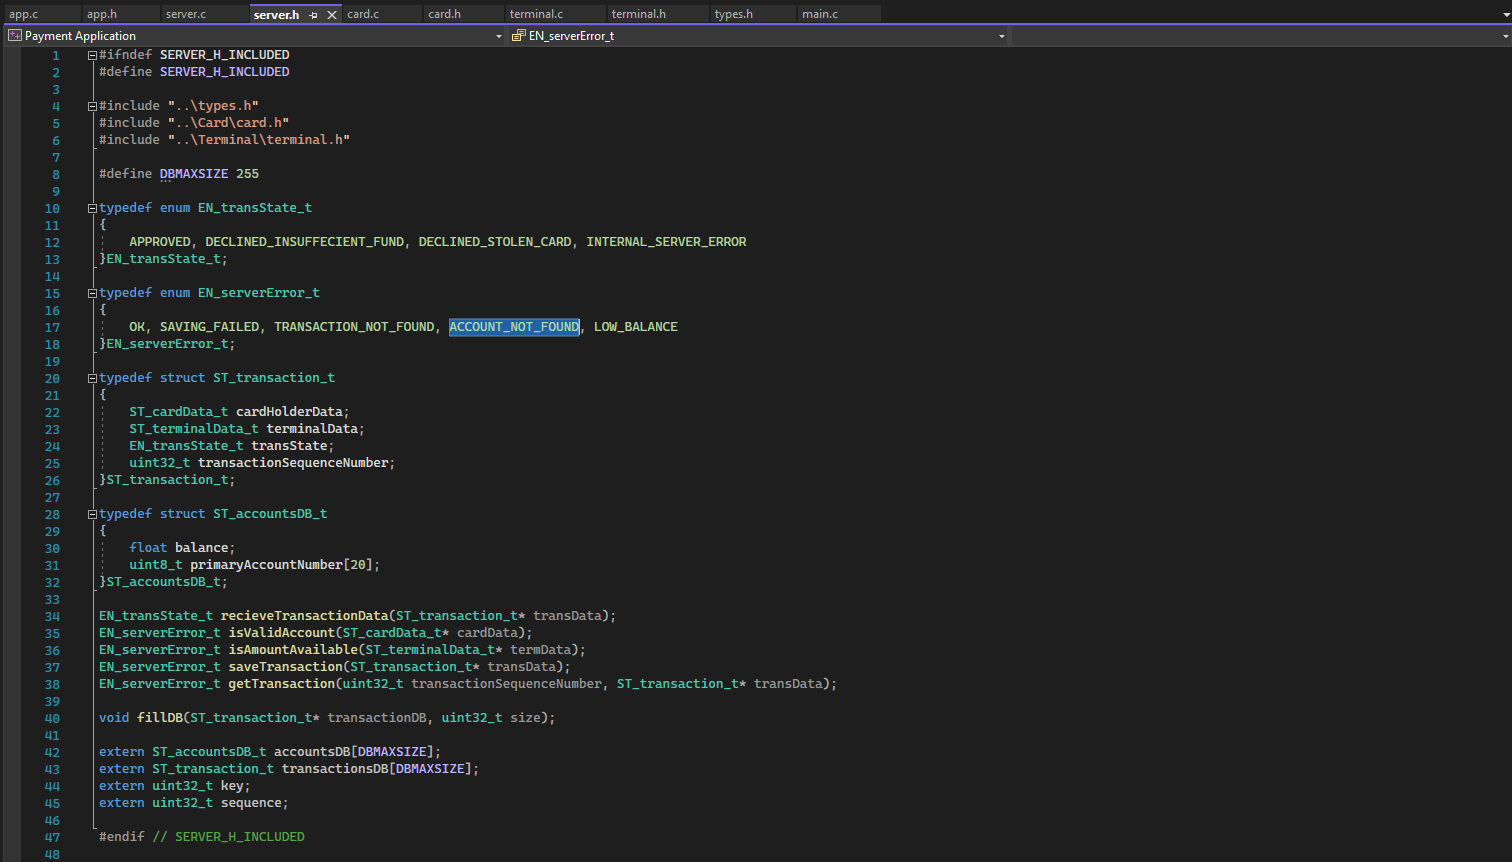 app.c app.h server.c server.h card.c card.h terminal.c terminal.h types.h main.c
Payment Application EN_serverError_t
1 #ifndef SERVER_H_INCLUDED
2 #define SERVER_H_INCLUDED
3
4 #include "..\types.h"
5 #include "..\Card\card.h"
6 #include "..\Terminal\terminal.h"
7
8 #define DBMAXSIZE 255
9
10 typedef enum EN_transState_t
11 {
12 APPROVED, DECLINED_INSUFFECIENT_FUND, DECLINED_STOLEN_CARD, INTERNAL_SERVER_ERROR
13 }EN_transState_t;
14
15 typedef enum EN_serverError_t
16 {
17 OK, SAVING_FAILED, TRANSACTION_NOT_FOUND, ACCOUNT_NOT_FOUND, LOW_BALANCE
18 }EN_serverError_t;
19
20 typedef struct ST_transaction_t
21 {
22 ST_cardData_t cardHolderData;
23 ST_terminalData_t terminalData;
24 EN_transState_t transState;
25 uint32_t transactionSequenceNumber;
26 }ST_transaction_t;
27
28 typedef struct ST_accountsDB_t
29 {
30 float balance;
31 uint8_t primaryAccountNumber[20];
32 }ST_accountsDB_t;
33
34 EN_transState_t recieveTransactionData(ST_transaction_t* transData);
35 EN_serverError_t isValidAccount(ST_cardData_t* cardData);
36 EN_serverError_t isAmountAvailable(ST_terminalData_t* termData);
37 EN_serverError_t saveTransaction(ST_transaction_t* transData);
38 EN_serverError_t getTransaction(uint32_t transactionSequenceNumber, ST_transaction_t* transData);
39
40 void fillDB(ST_transaction_t* transactionDB, uint32_t size);
41
42 extern ST_accountsDB_t accountsDB[DBMAXSIZE];
43 extern ST_transaction_t transactionsDB[DBMAXSIZE];
44 extern uint32_t key;
45 extern uint32_t sequence;
46
47 #endif // SERVER_H_INCLUDED
48